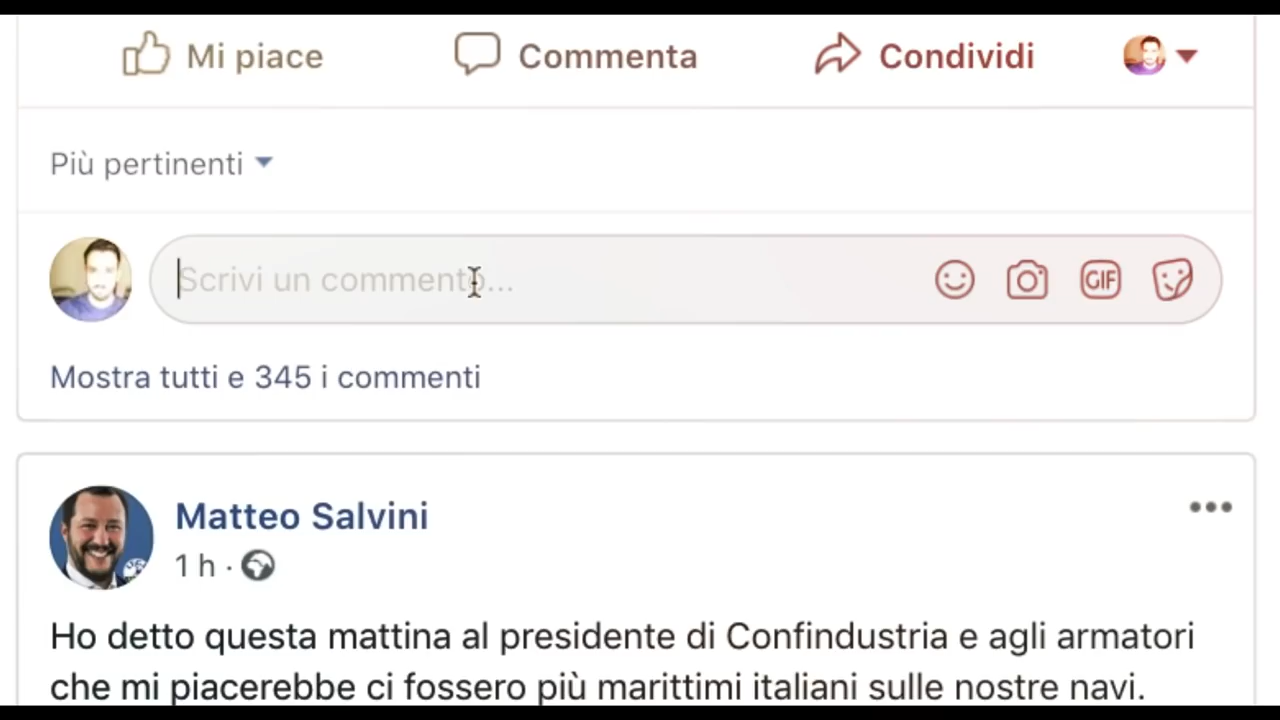 Mi piace Commenta Condividi
Più pertinenti
Scrivi un commento...
GIF
Mostra tutti e 345 i commenti
Matteo Salvini
1 h ·
Ho detto questa mattina al presidente di Confindustria e agli armatori
che mi piacerebbe ci fossero più marittimi italiani sulle nostre navi.